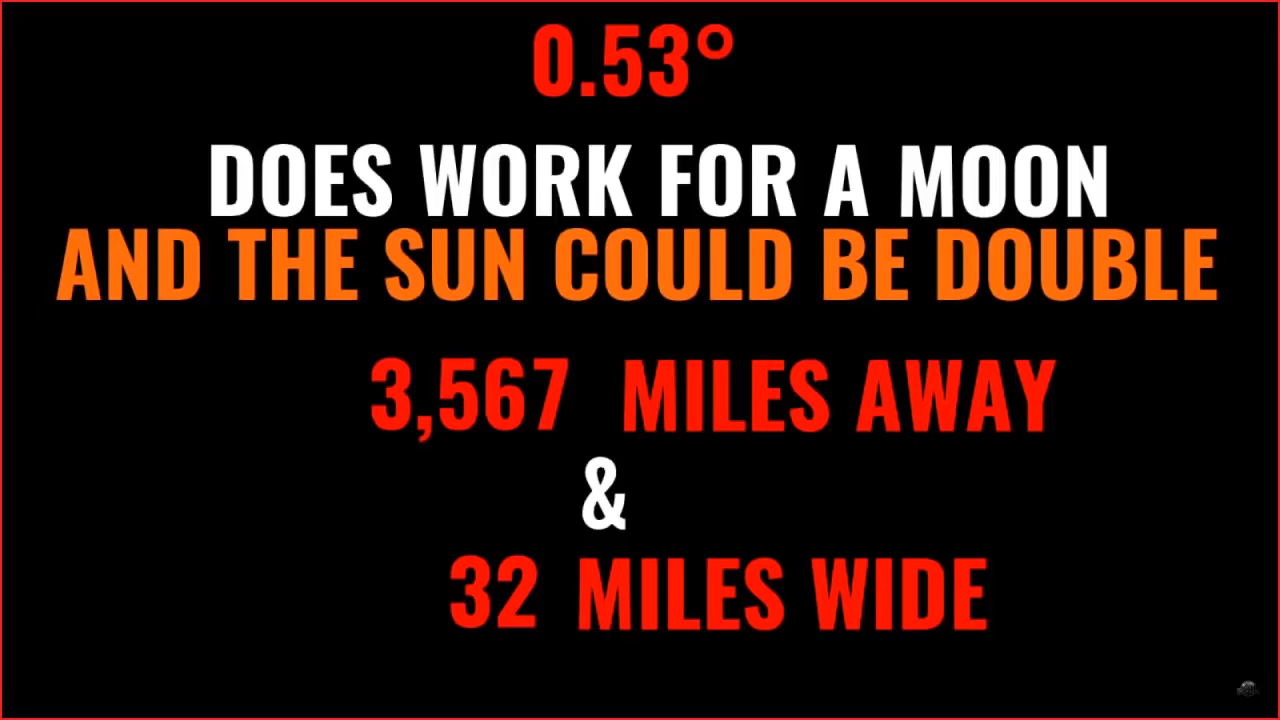 0.53°
DOES WORK FOR A MOON
AND THE SUN COULD BE DOUBLE
3,567 MILES AWAY
&
32 MILES WIDE